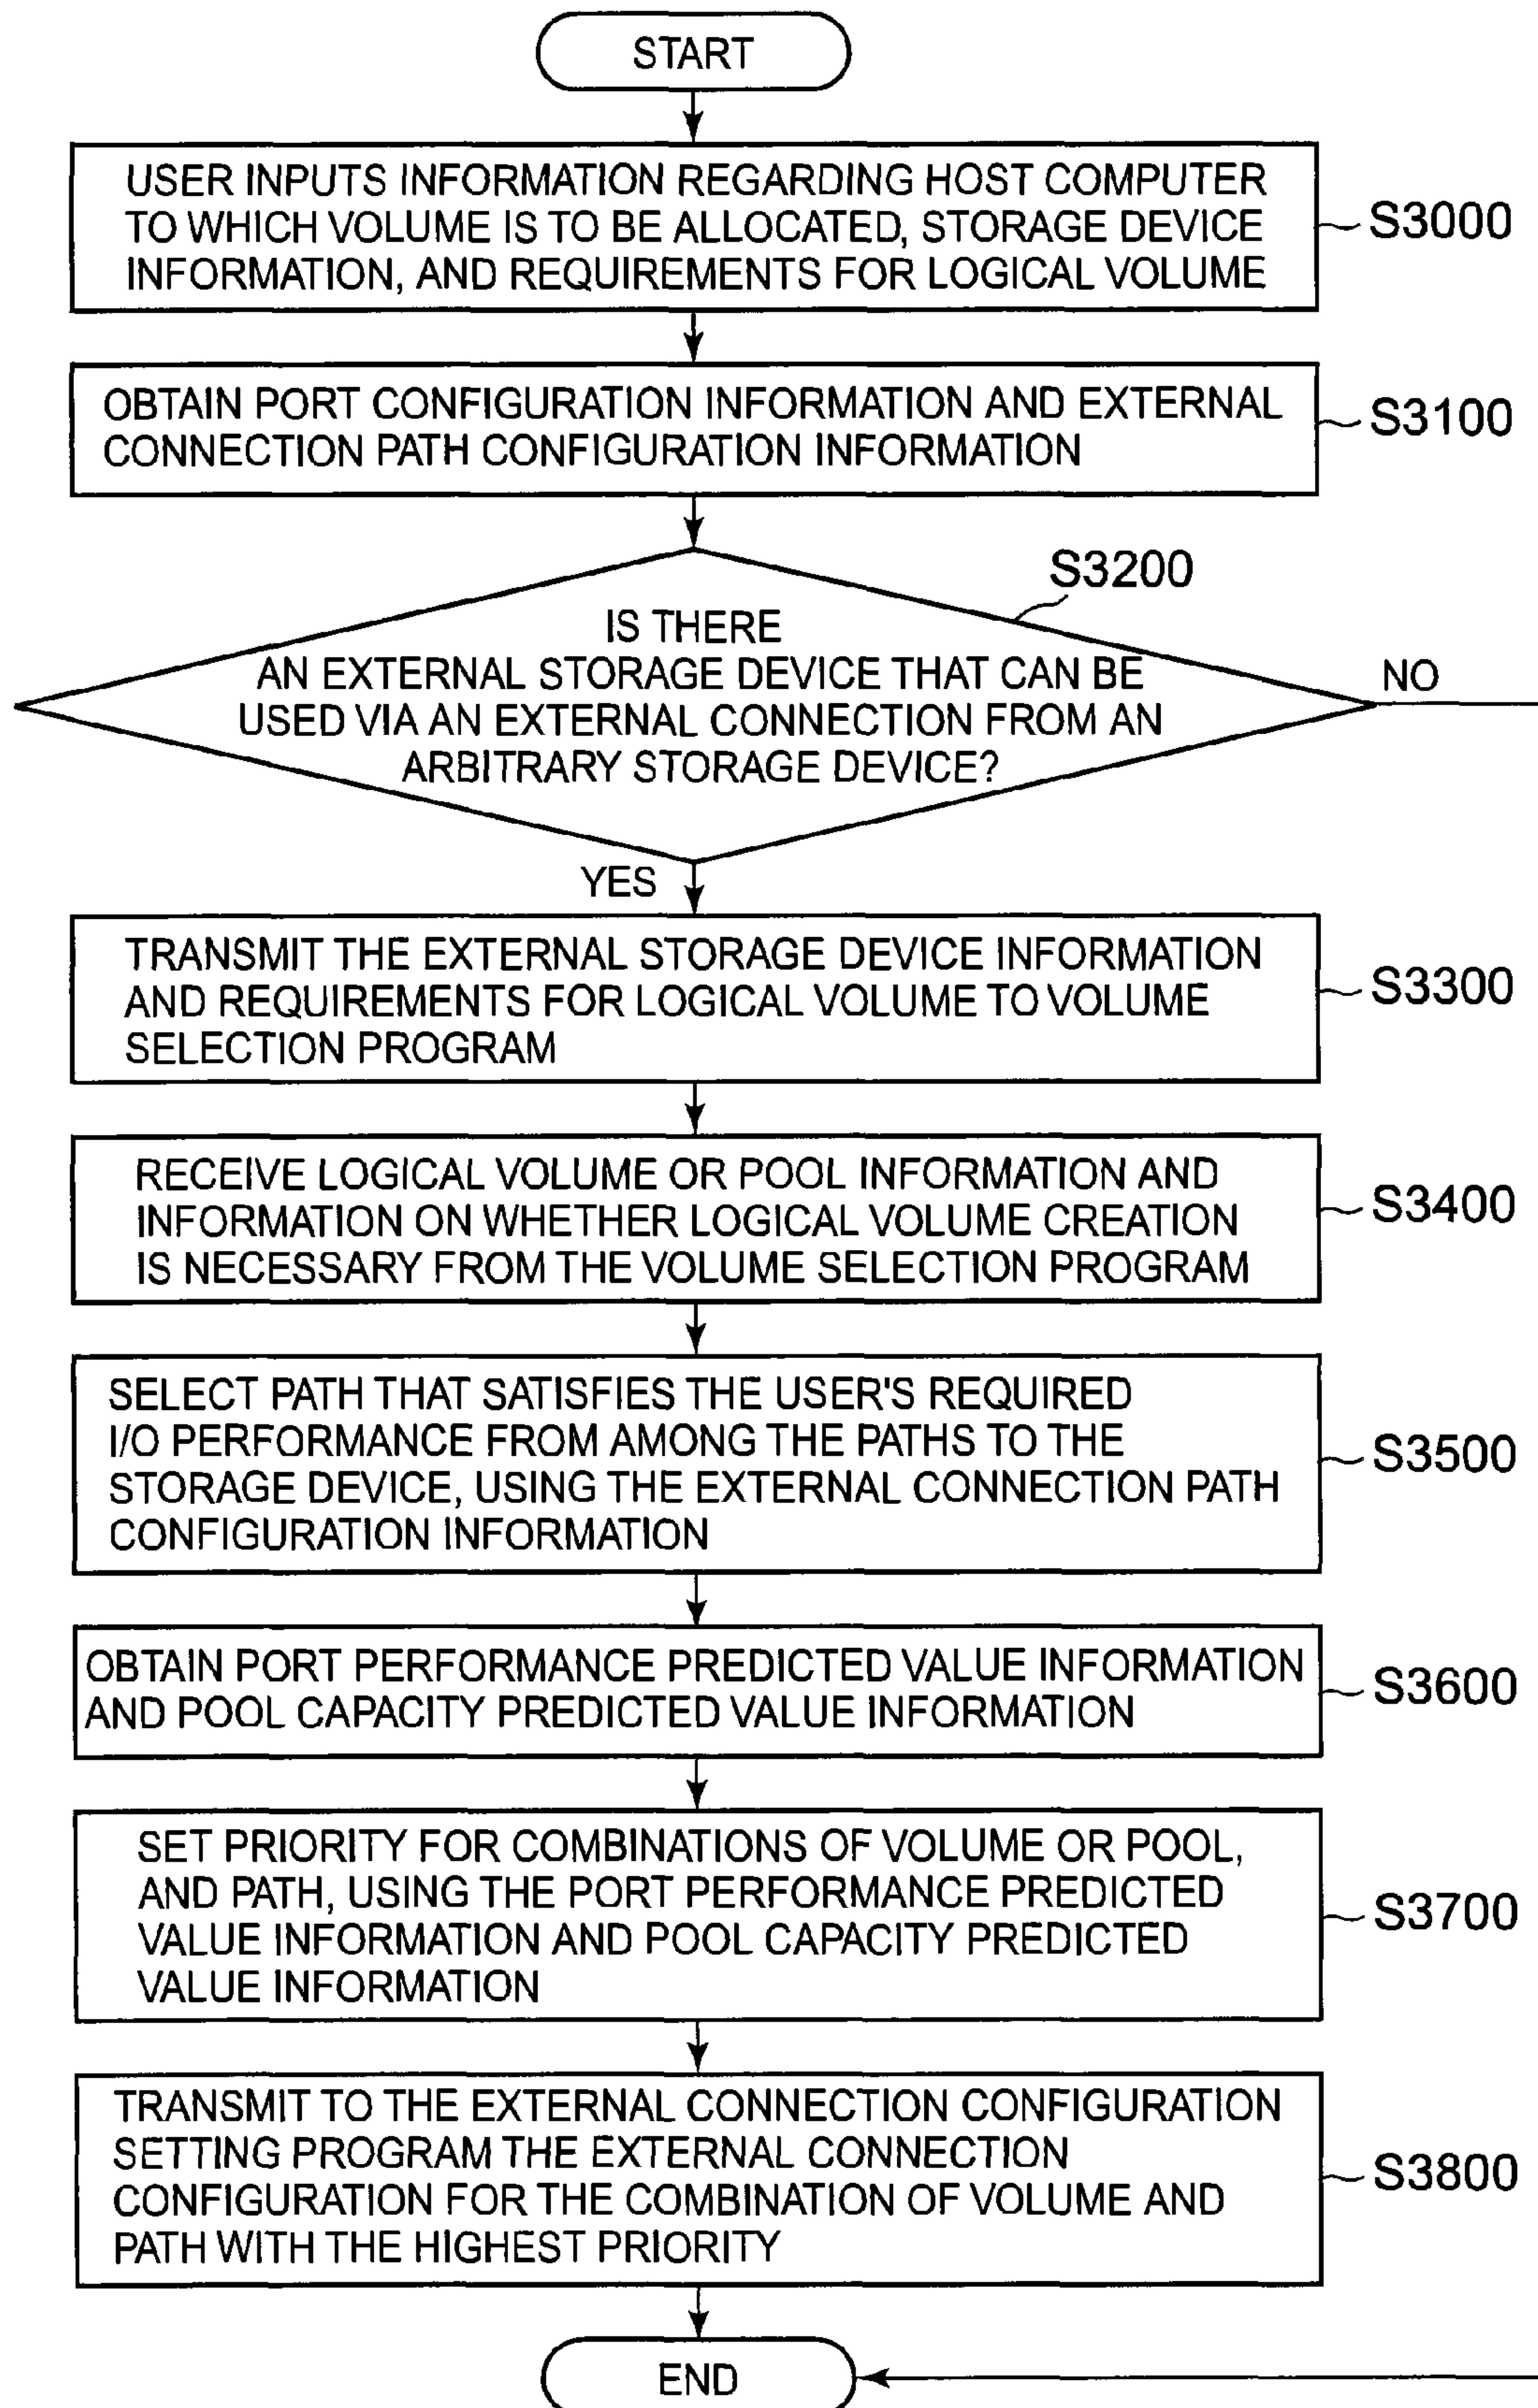 START
USER INPUTS INFORMATION REGARDING HOST COMPUTER
TO WHICH VOLUME IS TO BE ALLOCATED, STORAGE DEVICE
INFORMATION, AND REQUIREMENTS FOR LOGICAL VOLUME
S3000
OBTAIN PORT CONFIGURATION INFORMATION AND EXTERNAL
CONNECTION PATH CONFIGURATION INFORMATION
S3100
S3200
IS THERE
AN EXTERNAL STORAGE DEVICE THAT CAN BE
USED VIA AN EXTERNAL CONNECTION FROM AN
ARBITRARY STORAGE DEVICE?
NO
YES
TRANSMIT THE EXTERNAL STORAGE DEVICE INFORMATION
AND REQUIREMENTS FOR LOGICAL VOLUME TO VOLUME
SELECTION PROGRAM
S3300
RECEIVE LOGICAL VOLUME OR POOL INFORMATION AND
INFORMATION ON WHETHER LOGICAL VOLUME CREATION
IS NECESSARY FROM THE VOLUME SELECTION PROGRAM
S3400
SELECT PATH THAT SATISFIES THE USER'S REQUIRED
I/O PERFORMANCE FROM AMONG THE PATHS TO THE
STORAGE DEVICE, USING THE EXTERNAL CONNECTION PATH
CONFIGURATION INFORMATION
S3500
OBTAIN PORT PERFORMANCE PREDICTED VALUE INFORMATION
AND POOL CAPACITY PREDICTED VALUE INFORMATION
S3600
SET PRIORITY FOR COMBINATIONS OF VOLUME OR POOL,
AND PATH, USING THE PORT PERFORMANCE PREDICTED
VALUE INFORMATION AND POOL CAPACITY PREDICTED
VALUE INFORMATION
S3700
TRANSMIT TO THE EXTERNAL CONNECTION CONFIGURATION
SETTING PROGRAM THE EXTERNAL CONNECTION
CONFIGURATION FOR THE COMBINATION OF VOLUME AND
PATH WITH THE HIGHEST PRIORITY
S3800
END